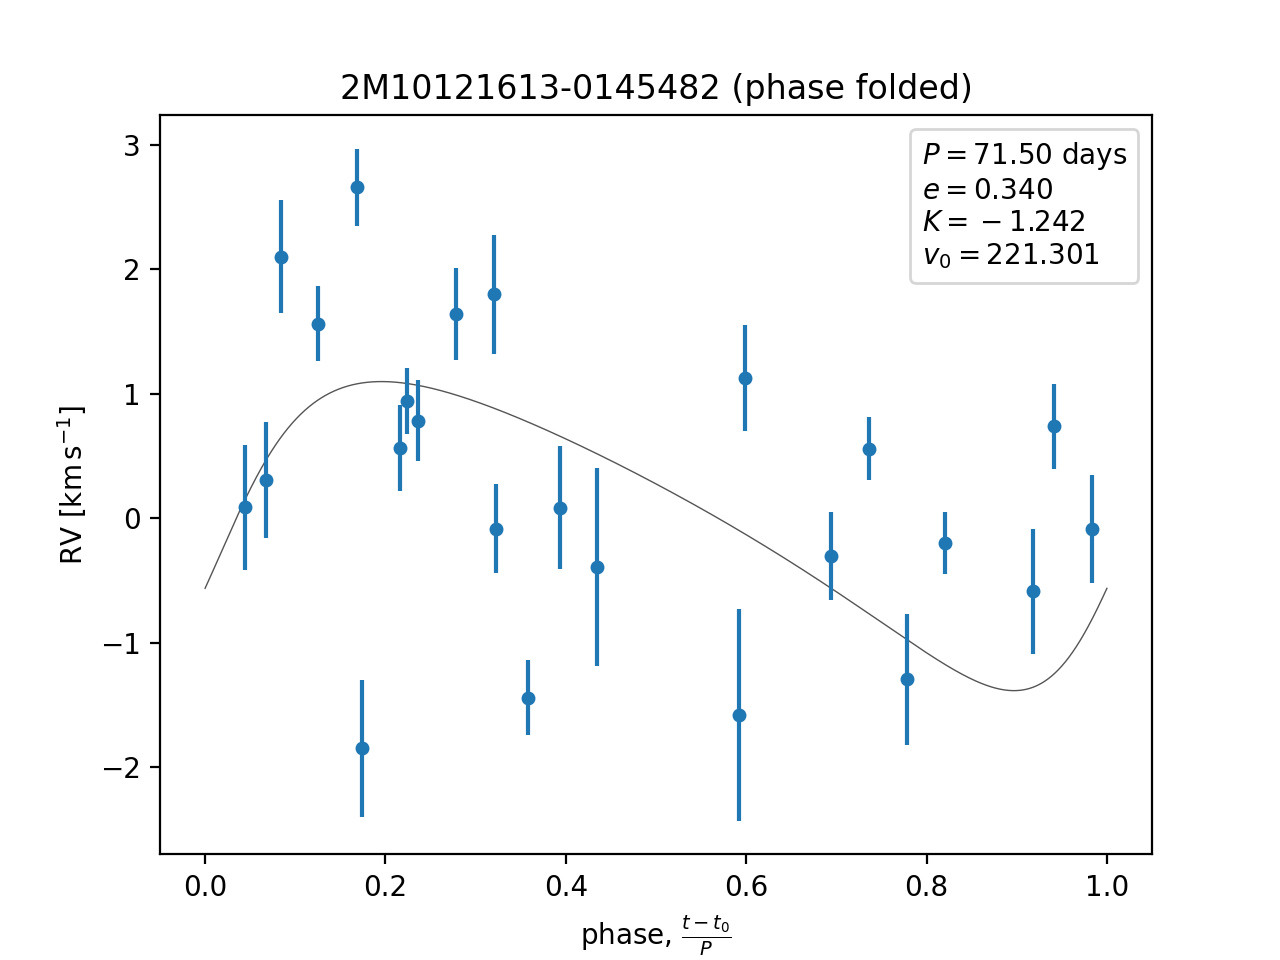 2M10121613-0145482 (phase folded)
P = 71.50 days
e = 0.340
K = −1.242
v₀ = 221.301
3
2
1
0
−1
−2
RV [km s⁻¹]
0.0 0.2 0.4 0.6 0.8 1.0
phase, (t − t₀)/P